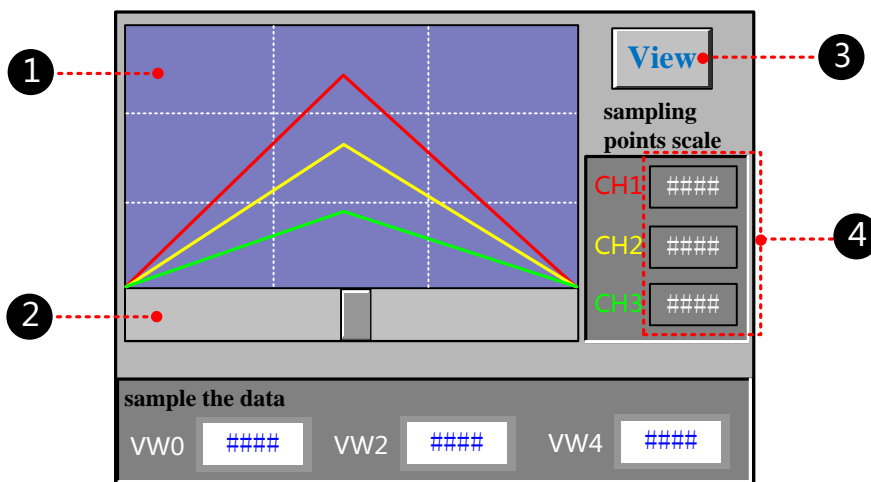 1
View
3
sampling
points scale
CH1 ####
CH2 ####
4
CH3 ####
2
sample the data
VW0 #### VW2 #### VW4 ####